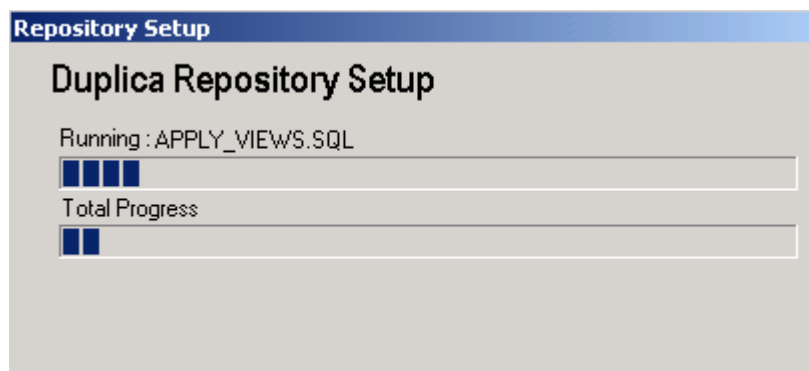 Repository Setup
Duplica Repository Setup
Running : APPLY_VIEWS.SQL
Total Progress